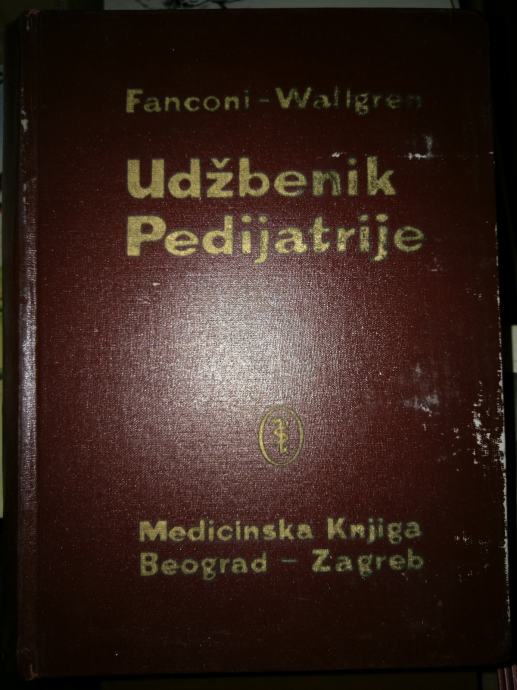 Fanconi - Wallgren
Udžbenik
Pedijatrije
Medicinska Knjiga
Beograd - Zagreb